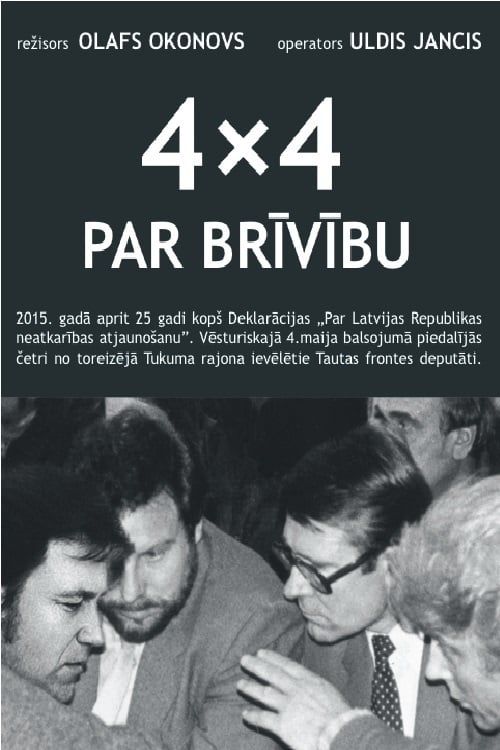 režisors OLAFS OKONOVS operators ULDIS JANCIS
4×4
PAR BRĪVĪBU
2015. gadā aprit 25 gadi kopš Deklarācijas „Par Latvijas Republikas
neatkarības atjaunošanu”. Vēsturiskajā 4.maija balsojumā piedalījās
četri no toreizējā Tukuma rajona ievēlētie Tautas frontes deputāti.